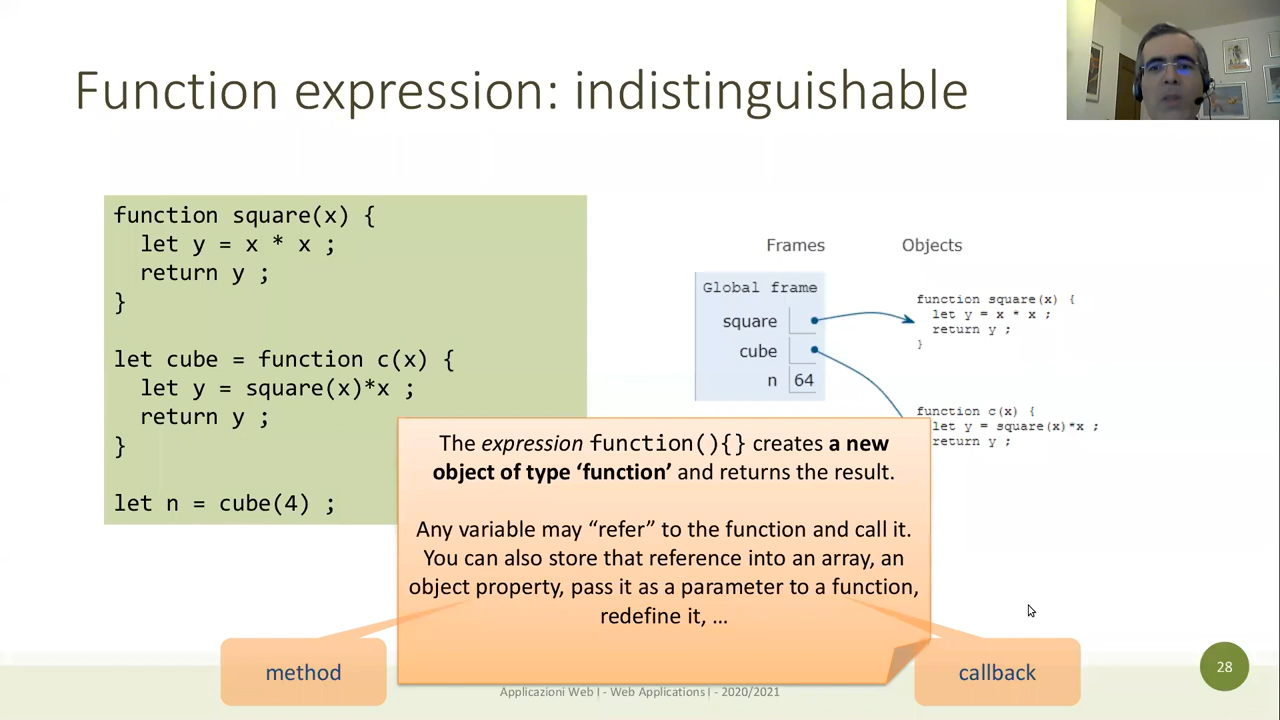 Function expression: indistinguishable
function square(x) {
let y = x * x ;
return y ;
}
let cube = function c(x) {
let y = square(x)*x ;
return y ;
}
let n = cube(4) ;
Frames
Objects
Global frame
square
cube
n 64
function square(x) {
let y = x * x ;
return y ;
}
function c(x) {
let y = square(x)*x ;
return y ;
The expression function(){} creates a new
object of type ‘function’ and returns the result.
Any variable may “refer” to the function and call it.
You can also store that reference into an array, an
object property, pass it as a parameter to a function,
redefine it, …
method
callback
Applicazioni Web I - Web Applications I - 2020/2021
28